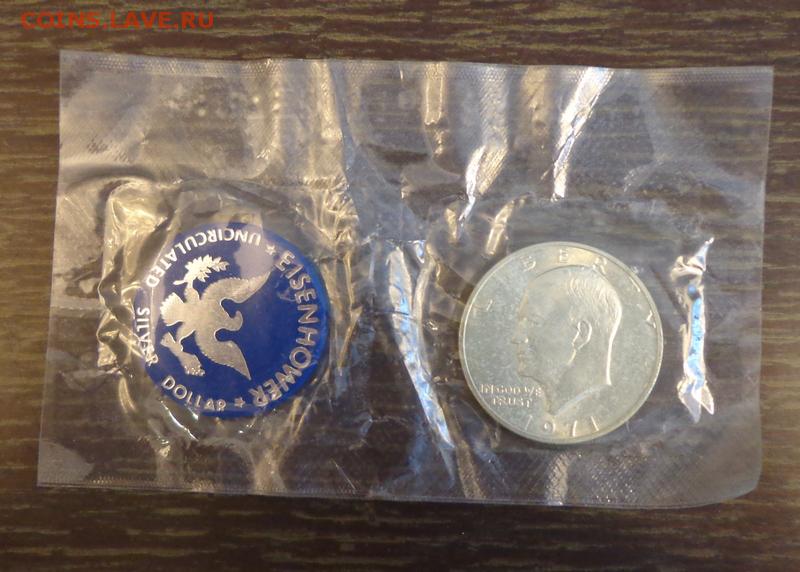 COINS.LAVE.RU
EISENHOWER
★ UNCIRCULATED SILVER DOLLAR ★
LIBERTY
IN GOD WE
TRUST
1971